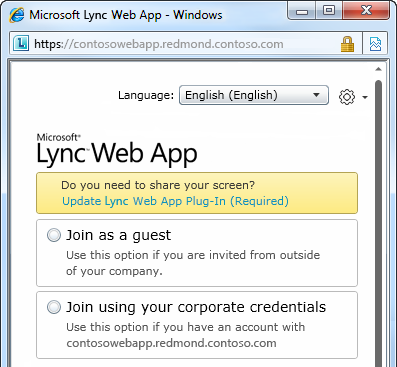 Microsoft Lync Web App - Windows
https://contosowebapp.redmond.contoso.com
Language: English (English)
Microsoft®
Lync™ Web App
Do you need to share your screen?
Update Lync Web App Plug-In (Required)
Join as a guest
Use this option if you are invited from outside
of your company.
Join using your corporate credentials
Use this option if you have an account with
contosowebapp.redmond.contoso.com